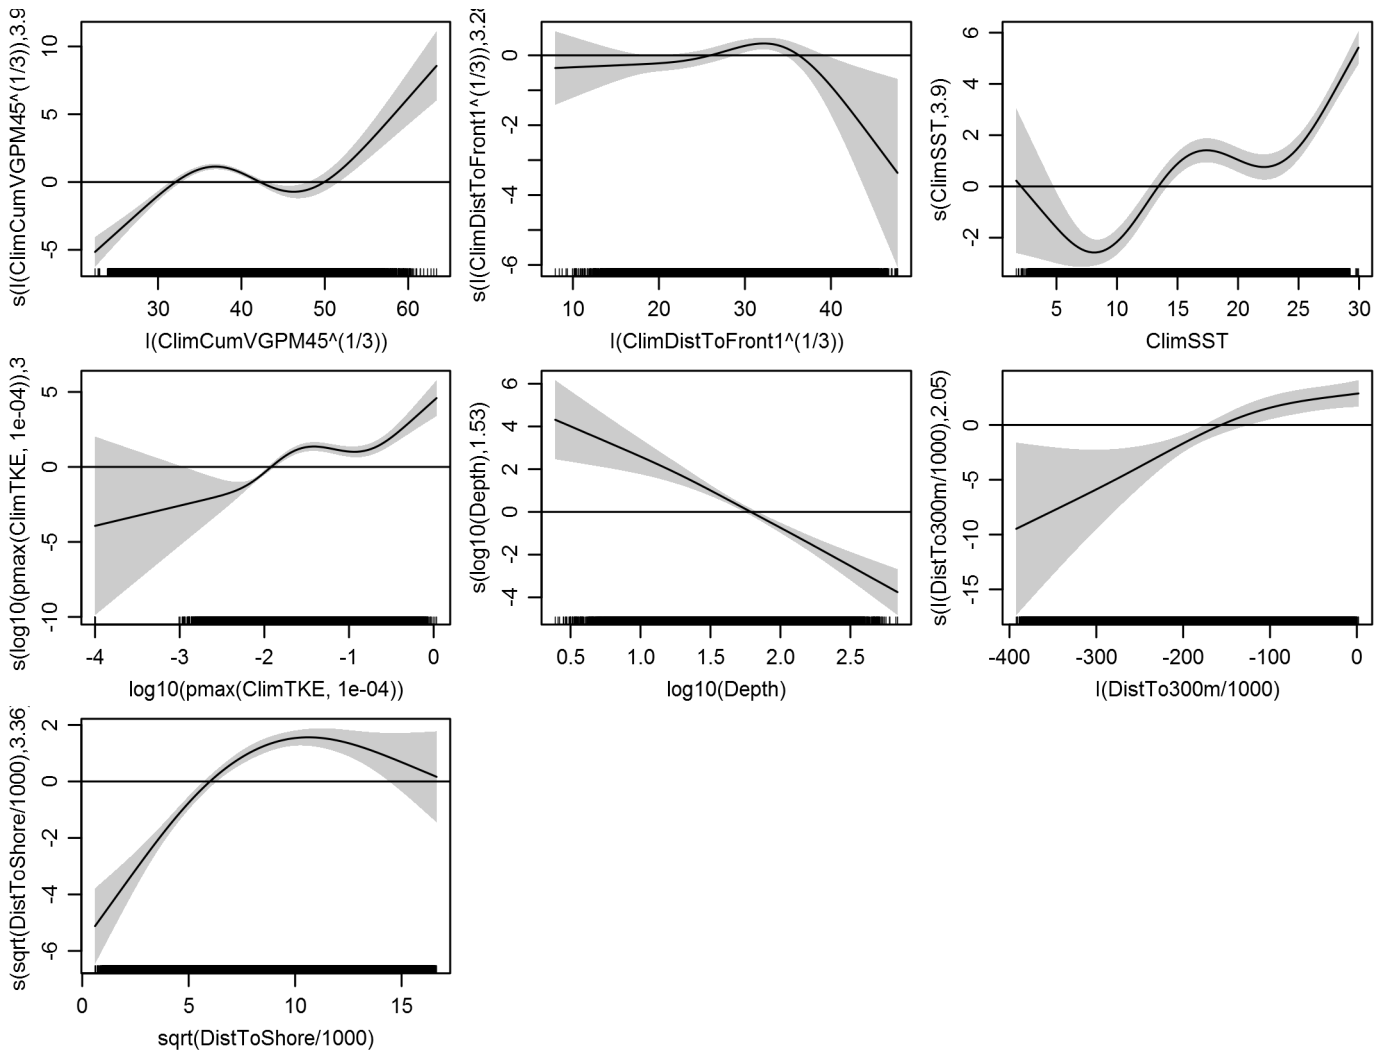 s(I(ClimCumVGPM45^(1/3)),3.9
10
5
0
-5
30 40 50 60
I(ClimCumVGPM45^(1/3))
s(I(ClimDistToFront1^(1/3)),3.28
0
-2
-4
-6
10 20 30 40
I(ClimDistToFront1^(1/3))
s(ClimSST,3.9)
6
4
2
0
-2
5 10 15 20 25 30
ClimSST
s(log10(pmax(ClimTKE, 1e-04)),3
5
0
-5
-10
-4 -3 -2 -1 0
log10(pmax(ClimTKE, 1e-04))
s(log10(Depth),1.53)
6
4
2
0
-2
-4
0.5 1.0 1.5 2.0 2.5
log10(Depth)
s(I(DistTo300m/1000),2.05)
0
-5
-10
-15
-400 -300 -200 -100 0
I(DistTo300m/1000)
s(sqrt(DistToShore/1000),3.36
2
0
-2
-4
-6
0 5 10 15
sqrt(DistToShore/1000)